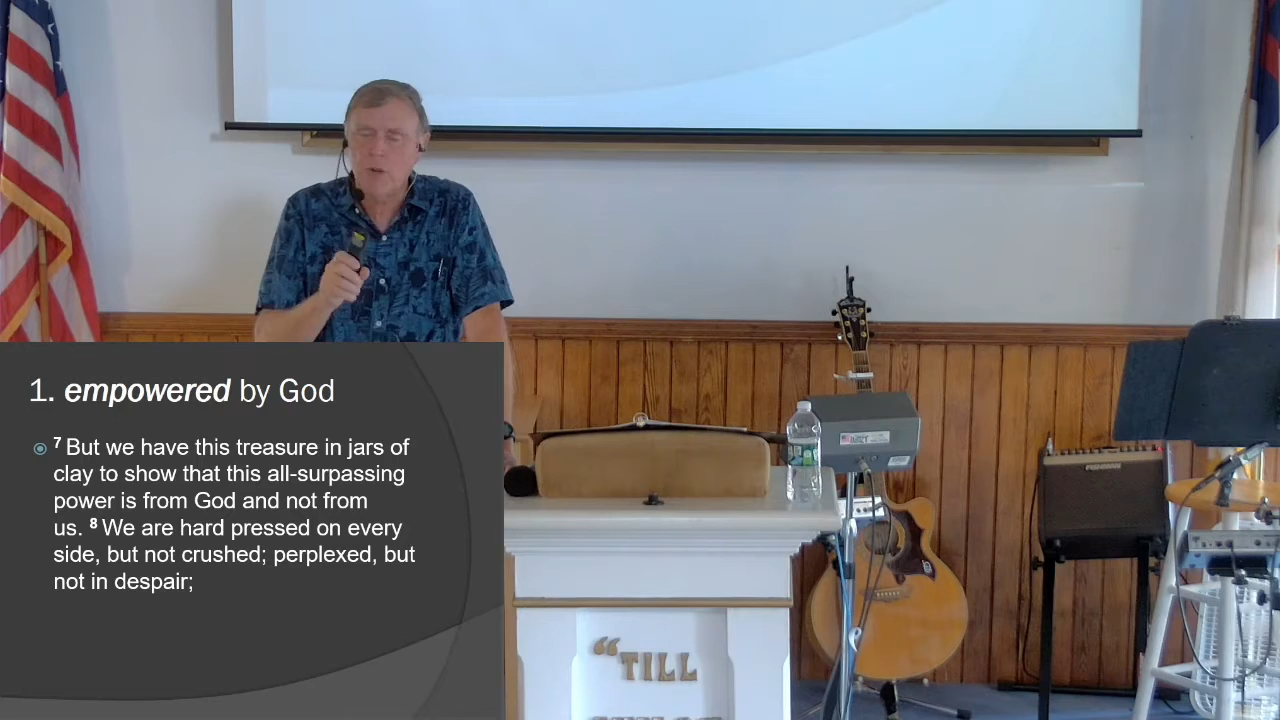 1. empowered by God
7 But we have this treasure in jars of
clay to show that this all-surpassing
power is from God and not from
us. 8 We are hard pressed on every
side, but not crushed; perplexed, but
not in despair;
FISHMAN
“TILL